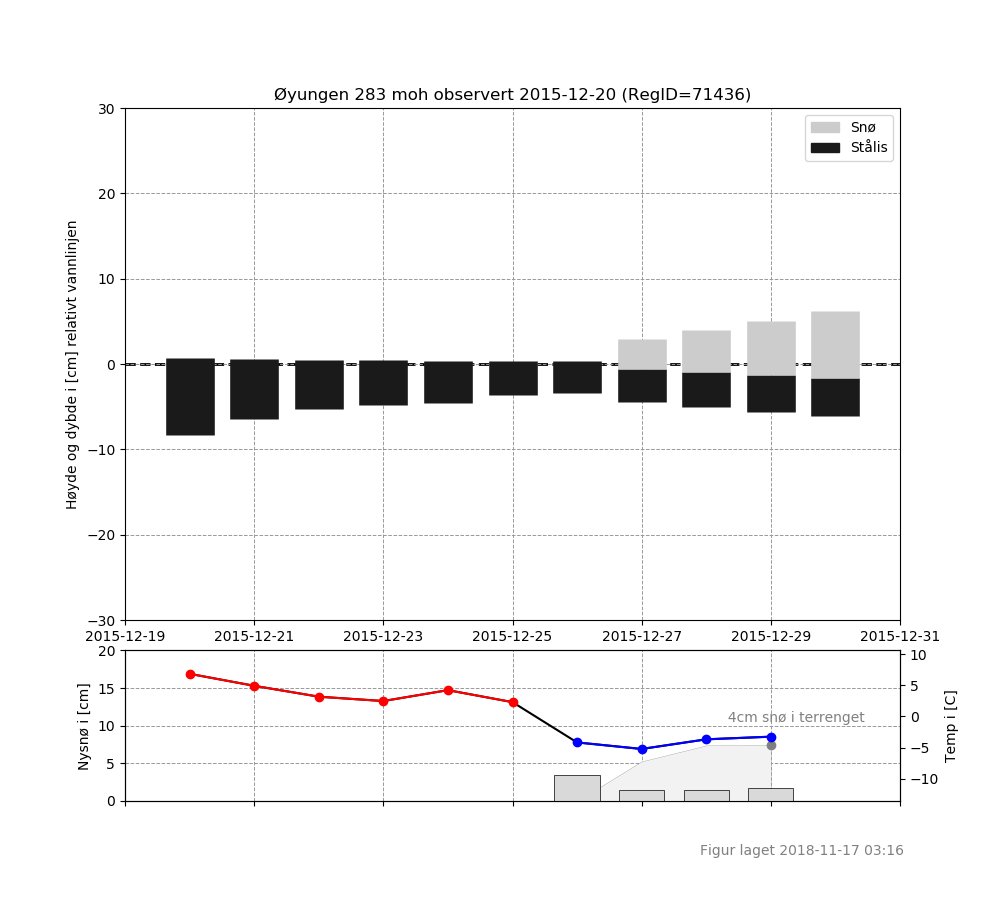 Øyungen 283 moh observert 2015-12-20 (RegID=71436)
Snø
Stålis
Høyde og dybde i [cm] relativt vannlinjen
30
20
10
0
−10
−20
−30
2015-12-19 2015-12-21 2015-12-23 2015-12-25 2015-12-27 2015-12-29 2015-12-31
Nysnø i [cm]
20
15
10
5
0
4cm snø i terrenget
10
5
0
−5
−10
Temp i [C]
Figur laget 2018-11-17 03:16